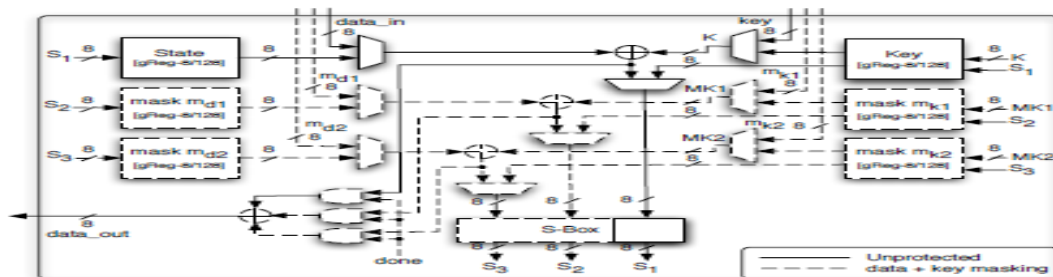 data_in
key
S1
8
State
[gReg-8/128]
8
8
K
8
8
Key
[gReg-8/128]
8
K
S1
8
md1
8
MK1
mk1
8
S2
8
mask md1
[gReg-8/128]
8
8
mask mk1
[gReg-8/128]
8
MK1
S2
md2
8
MK2
mk2
8
S3
8
mask md2
[gReg-8/128]
8
8
mask mk2
[gReg-8/128]
8
MK2
S3
8
8
8
8
data_out
done
S-Box
8
8
8
S3
S2
S1
Unprotected
data + key masking